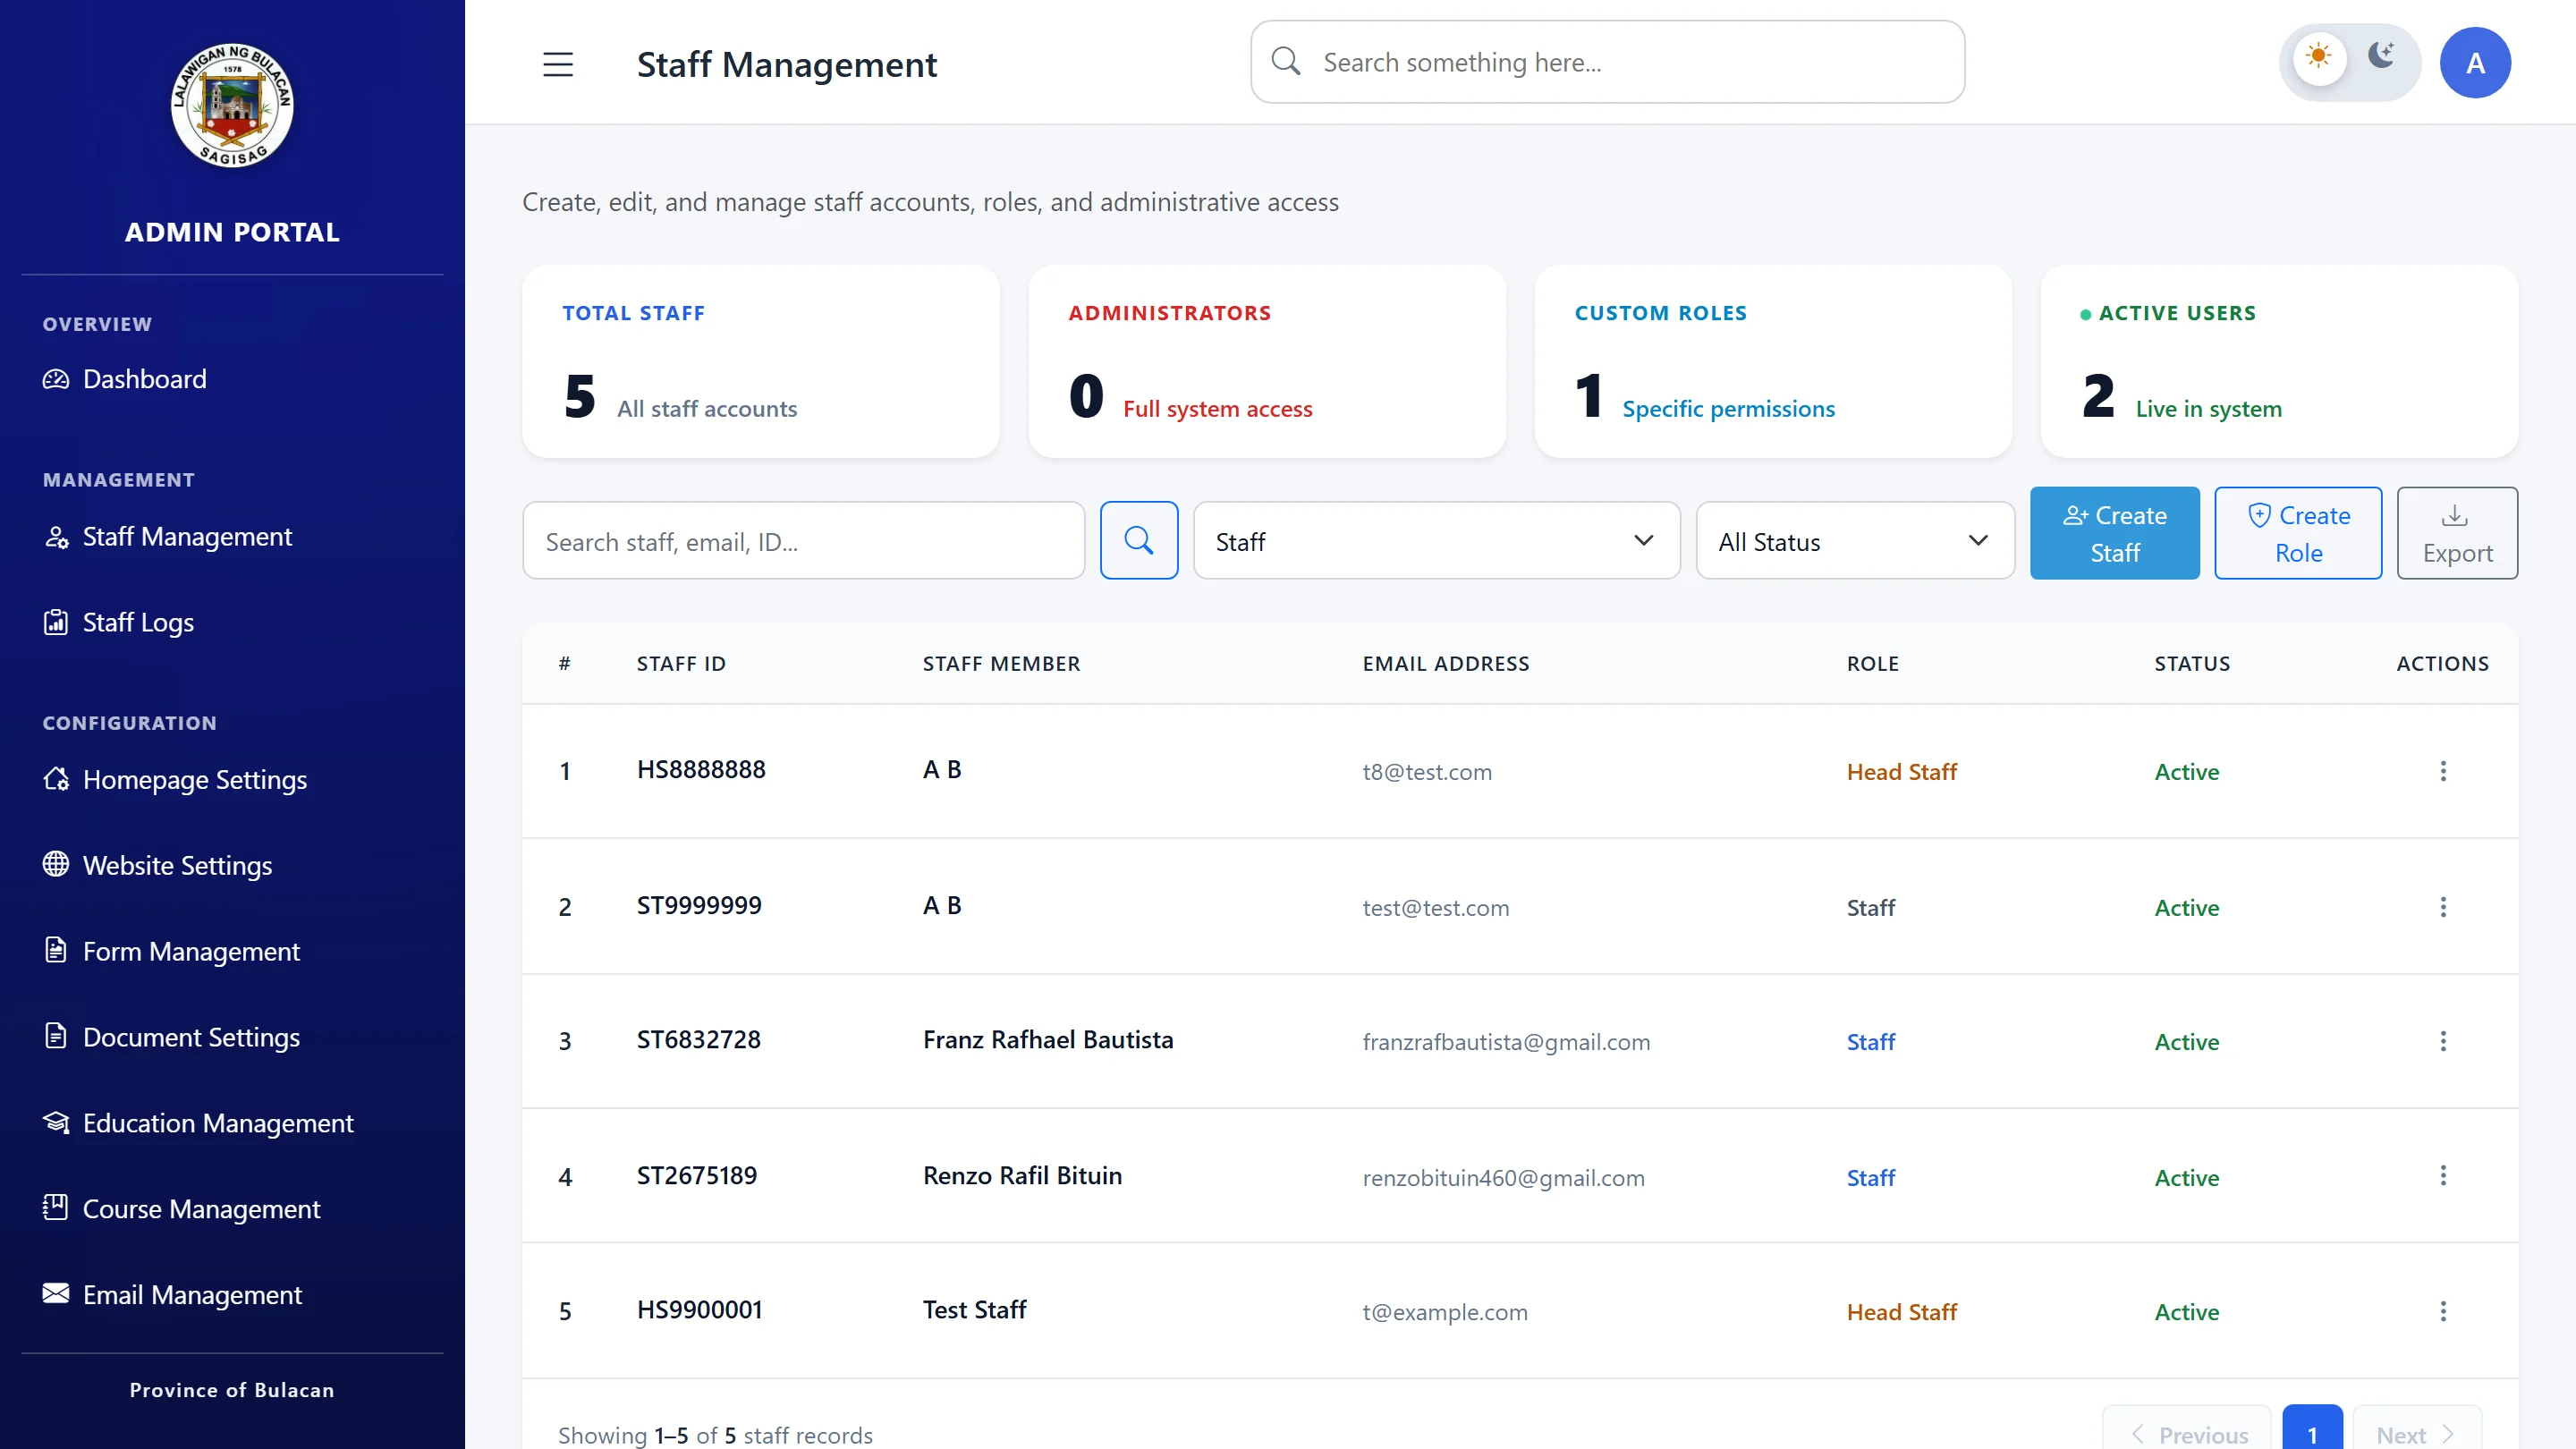 LALAWIGAN NG BULACAN
1578
SAGISAG
ADMIN PORTAL
OVERVIEW
Dashboard
MANAGEMENT
Staff Management
Staff Logs
CONFIGURATION
Homepage Settings
Website Settings
Form Management
Document Settings
Education Management
Course Management
Email Management
Province of Bulacan
Staff Management
Search something here...
A
Create, edit, and manage staff accounts, roles, and administrative access
TOTAL STAFF
5 All staff accounts
ADMINISTRATORS
0 Full system access
CUSTOM ROLES
1 Specific permissions
ACTIVE USERS
2 Live in system
Search staff, email, ID...
Staff
All Status
Create
Staff
Create
Role
Export
# STAFF ID STAFF MEMBER EMAIL ADDRESS ROLE STATUS ACTIONS
1 HS8888888 A B t8@test.com Head Staff Active
2 ST9999999 A B test@test.com Staff Active
3 ST6832728 Franz Rafhael Bautista franzrafbautista@gmail.com Staff Active
4 ST2675189 Renzo Rafil Bituin renzobituin460@gmail.com Staff Active
5 HS9900001 Test Staff t@example.com Head Staff Active
Showing 1–5 of 5 staff records
Previous 1 Next